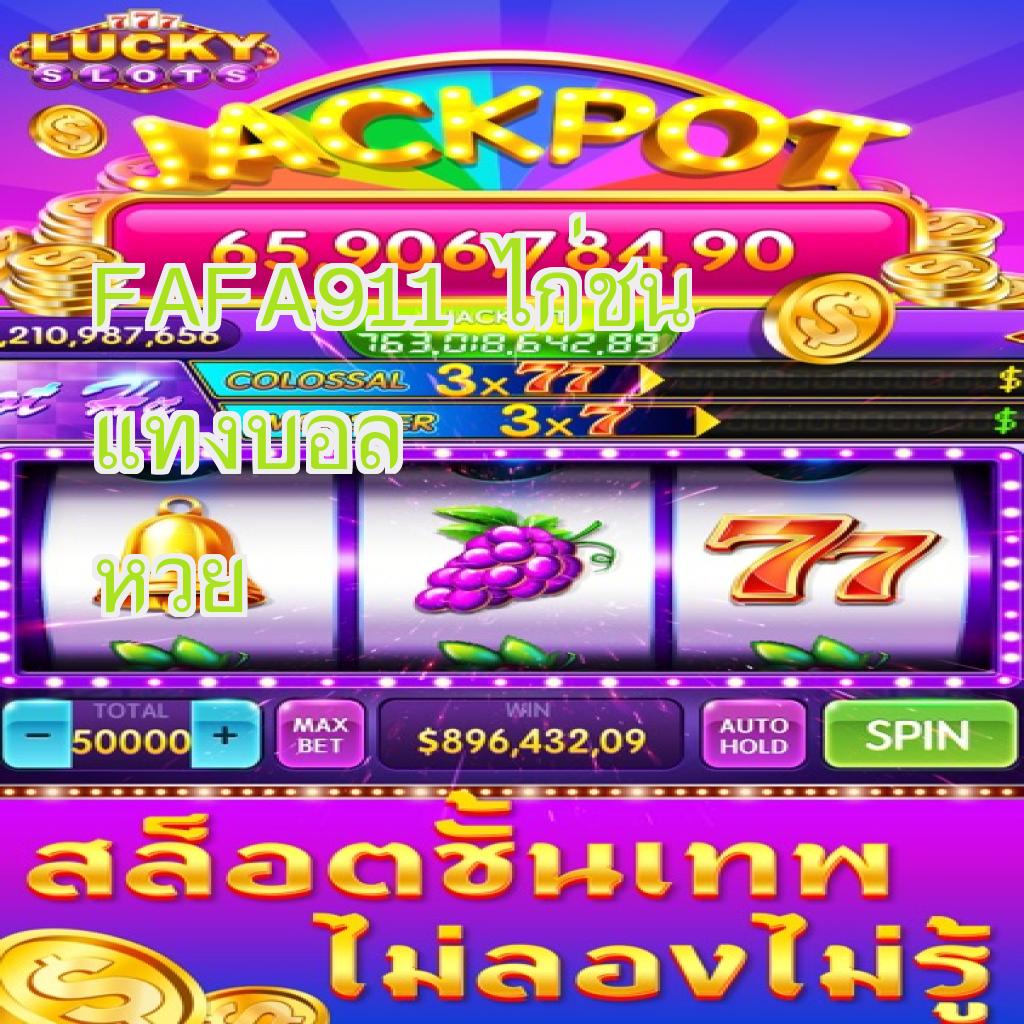 777
LUCKY
SLOTS
JACKPOT
65,906,784,90
FAFA911 ไก่ชน
,210,987,656
763,018,642.89
COLOSSAL 3x77 $
3x7 $
แทงบอล
77
หวย
TOTAL
- 50000 +
MAX
BET
WIN
$896,432,09
AUTO
HOLD
SPIN
สล็อตชั้นเทพ
ไม่ลองไม่รู้